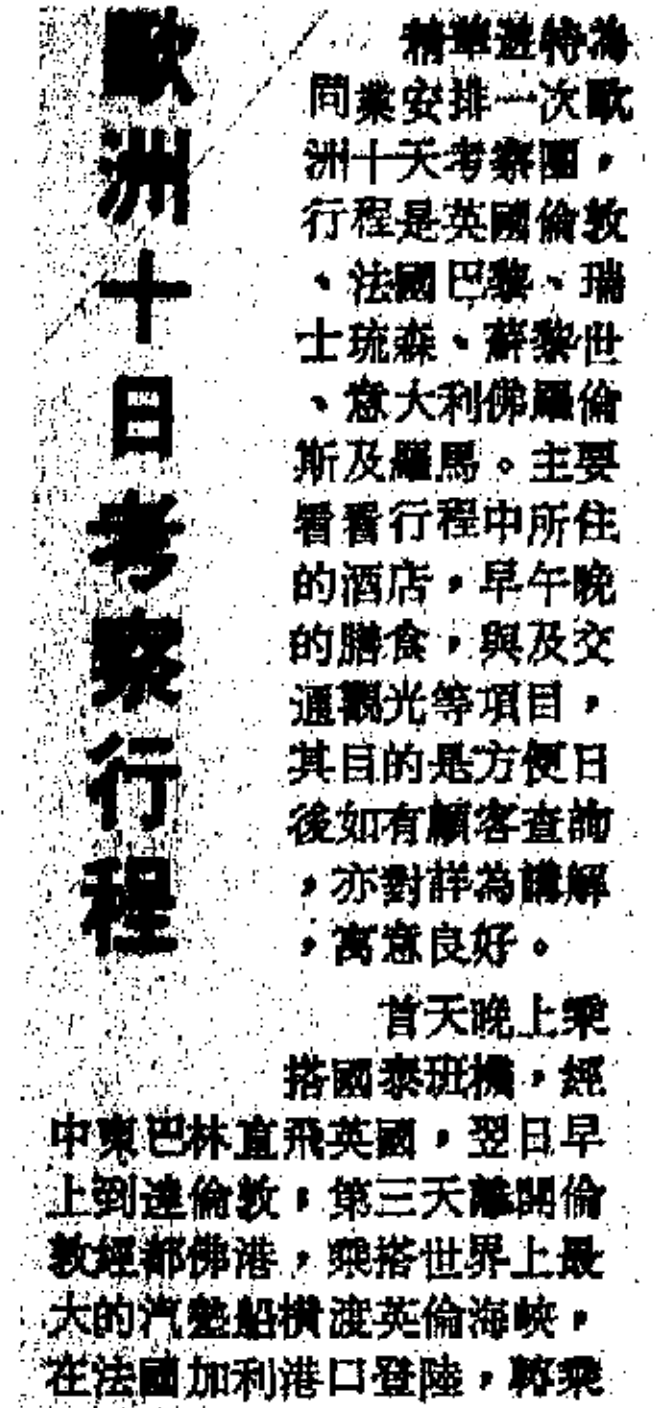 歐洲十日考察行程
精華遊特為
同業安排一次歐
洲十天考察團，
行程是英國倫敦
、法國巴黎、瑞
士琉森、蘇黎世
、意大利佛羅倫
斯及羅馬。主要
看看行程中所住
的酒店，早午晚
的膳食，與及交
通觀光等項目，
其目的是方便日
後如有顧客查詢
，亦對詳為講解
，寓意良好。
首天晚上乘
搭國泰班機，經
中東巴林直飛英國，翌日早
上到達倫敦，第三天離開倫
敦經都佛港，乘搭世界上最
大的汽墊船橫渡英倫海峽，
在法國加利港口登陸，轉乘